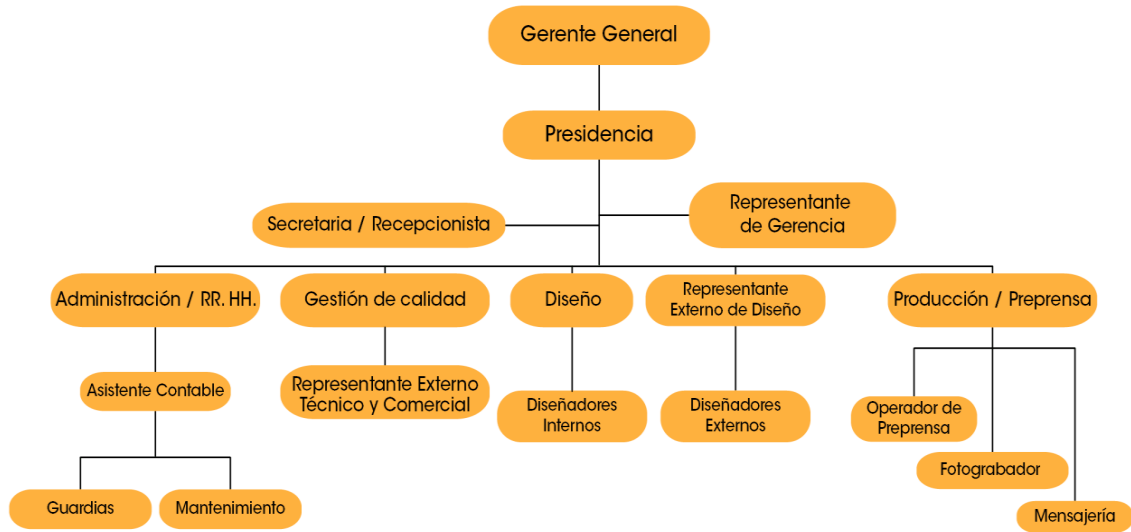 Gerente General
Presidencia
Secretaria / Recepcionista
Representante
de Gerencia
Administración / RR. HH.
Gestión de calidad
Diseño
Representante
Externo de Diseño
Producción / Preprensa
Asistente Contable
Representante Externo
Técnico y Comercial
Diseñadores
Internos
Diseñadores
Externos
Operador de
Preprensa
Fotograbador
Guardias
Mantenimiento
Mensajería